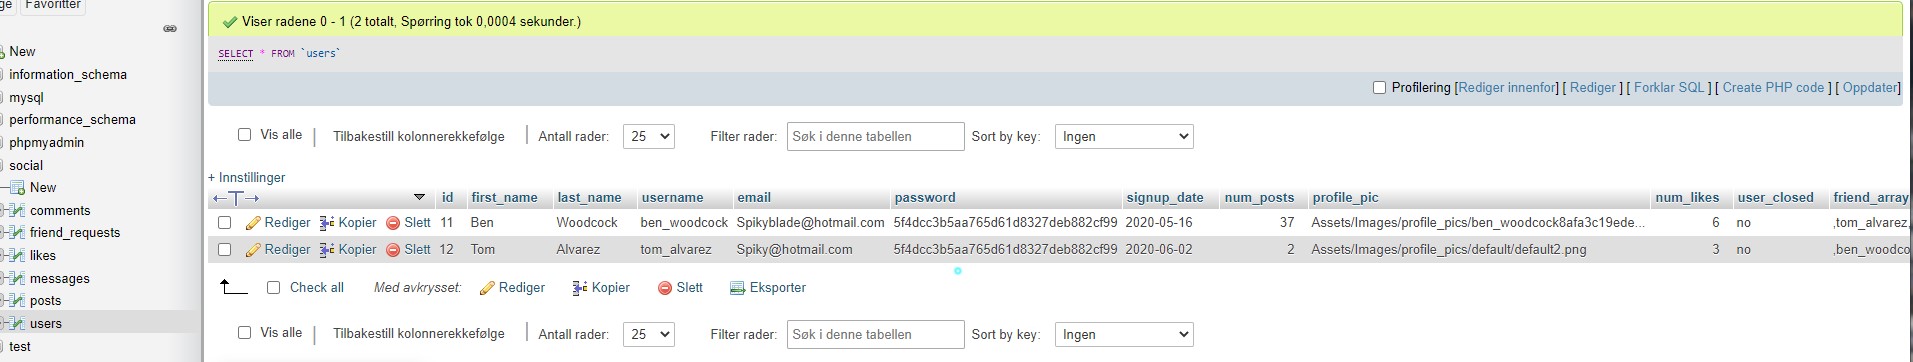 ge Favoritter
New
information_schema
mysql
performance_schema
phpmyadmin
social
New
comments
friend_requests
likes
messages
posts
users
test
Viser radene 0 - 1 (2 totalt, Spørring tok 0,0004 sekunder.)
SELECT * FROM `users`
Profilering [Rediger innenfor] [ Rediger ] [ Forklar SQL ] [ Create PHP code ] [ Oppdater]
Vis alle | Tilbakestill kolonnerekkefølge | Antall rader: 25 Filter rader: Søk i denne tabellen Sort by key: Ingen
+ Innstillinger
←T→ id first_name last_name username email password signup_date num_posts profile_pic num_likes user_closed friend_array
Rediger Kopier Slett 11 Ben Woodcock ben_woodcock Spikyblade@hotmail.com 5f4dcc3b5aa765d61d8327deb882cf99 2020-05-16 37 Assets/Images/profile_pics/ben_woodcock8afa3c19ede... 6 no ,tom_alvarez,
Rediger Kopier Slett 12 Tom Alvarez tom_alvarez Spiky@hotmail.com 5f4dcc3b5aa765d61d8327deb882cf99 2020-06-02 2 Assets/Images/profile_pics/default/default2.png 3 no ,ben_woodco
Check all Med avkrysset: Rediger Kopier Slett Eksporter
Vis alle | Tilbakestill kolonnerekkefølge | Antall rader: 25 Filter rader: Søk i denne tabellen Sort by key: Ingen